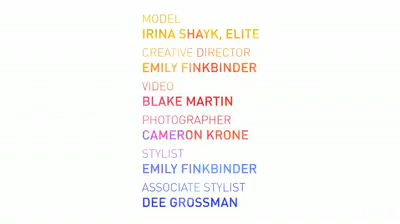 MODEL
IRINA SHAYK, ELITE
CREATIVE DIRECTOR
EMILY FINKBINDER
VIDEO
BLAKE MARTIN
PHOTOGRAPHER
CAMERON KRONE
STYLIST
EMILY FINKBINDER
ASSOCIATE STYLIST
DEE GROSSMAN